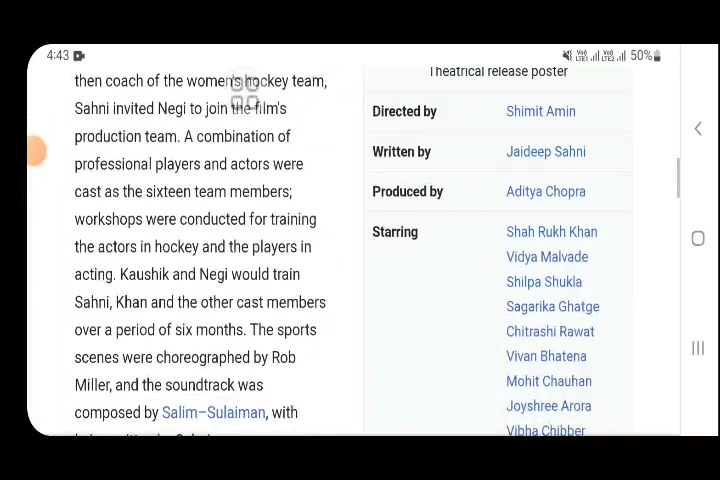 4:43
Vo) LTE1 Vo) LTE2 50%
then coach of the women's hockey team,
Sahni invited Negi to join the film's
production team. A combination of
professional players and actors were
cast as the sixteen team members;
workshops were conducted for training
the actors in hockey and the players in
acting. Kaushik and Negi would train
Sahni, Khan and the other cast members
over a period of six months. The sports
scenes were choreographed by Rob
Miller, and the soundtrack was
composed by Salim–Sulaiman, with
Theatrical release poster
Directed by Shimit Amin
Written by Jaideep Sahni
Produced by Aditya Chopra
Starring Shah Rukh Khan
Vidya Malvade
Shilpa Shukla
Sagarika Ghatge
Chitrashi Rawat
Vivan Bhatena
Mohit Chauhan
Joyshree Arora
Vibha Chibber